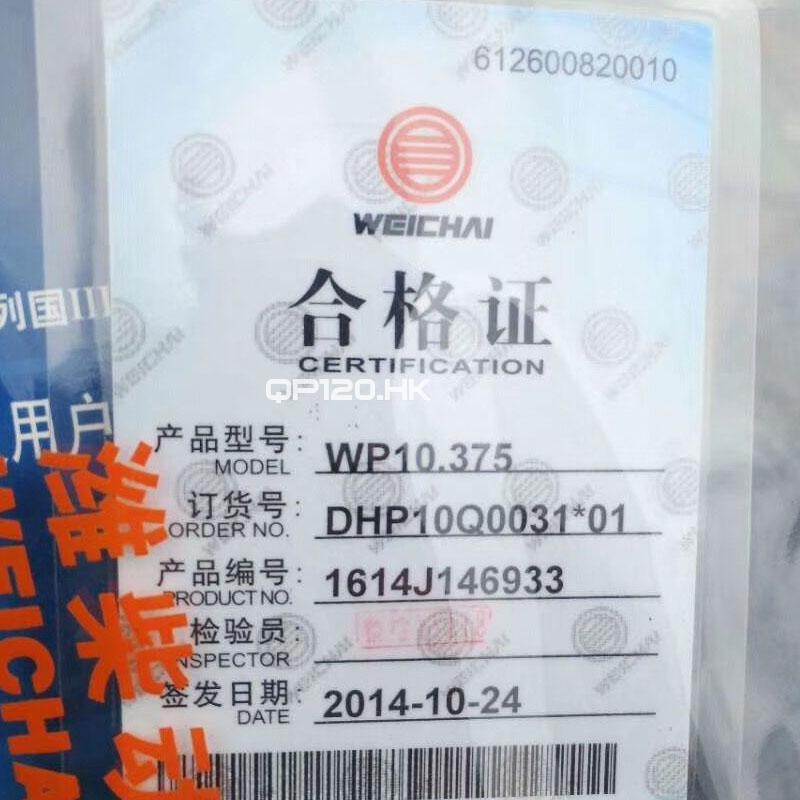 612600820010
WEICHAI
合格证
CERTIFICATION
QP120.HK
产品型号: WP10.375
MODEL
订货号: DHP10Q0031*01
ORDER NO.
产品编号: 1614J146933
PRODUCT NO.
检验员:
INSPECTOR
签发日期: 2014-10-24
DATE
列国III
用户
潍柴动
WEICHA